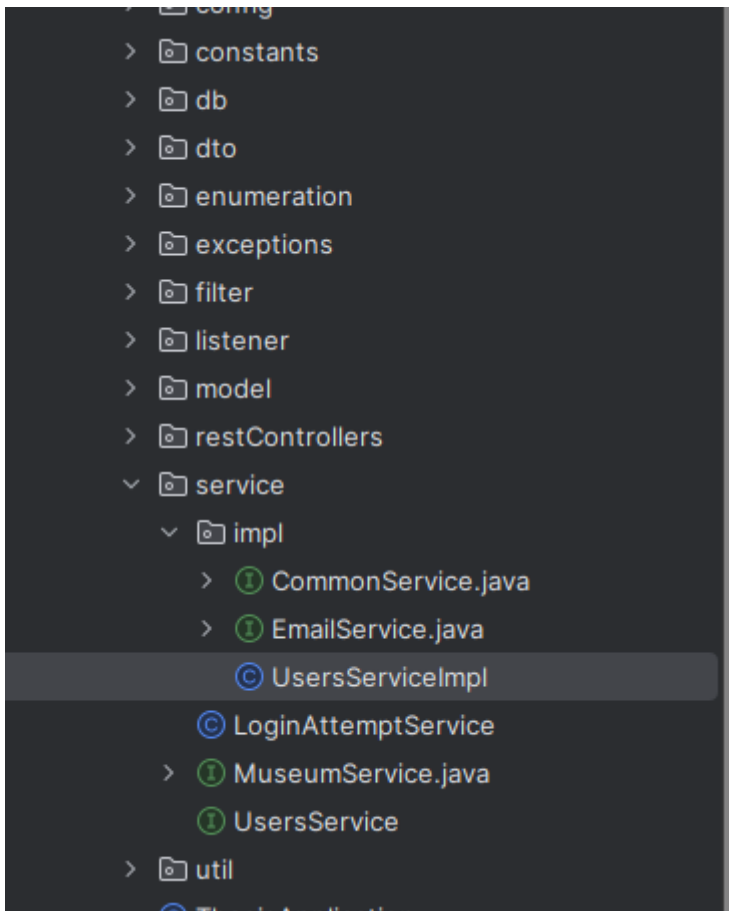 config
constants
db
dto
enumeration
exceptions
filter
listener
model
restControllers
service
impl
CommonService.java
EmailService.java
UsersServiceImpl
LoginAttemptService
MuseumService.java
UsersService
util